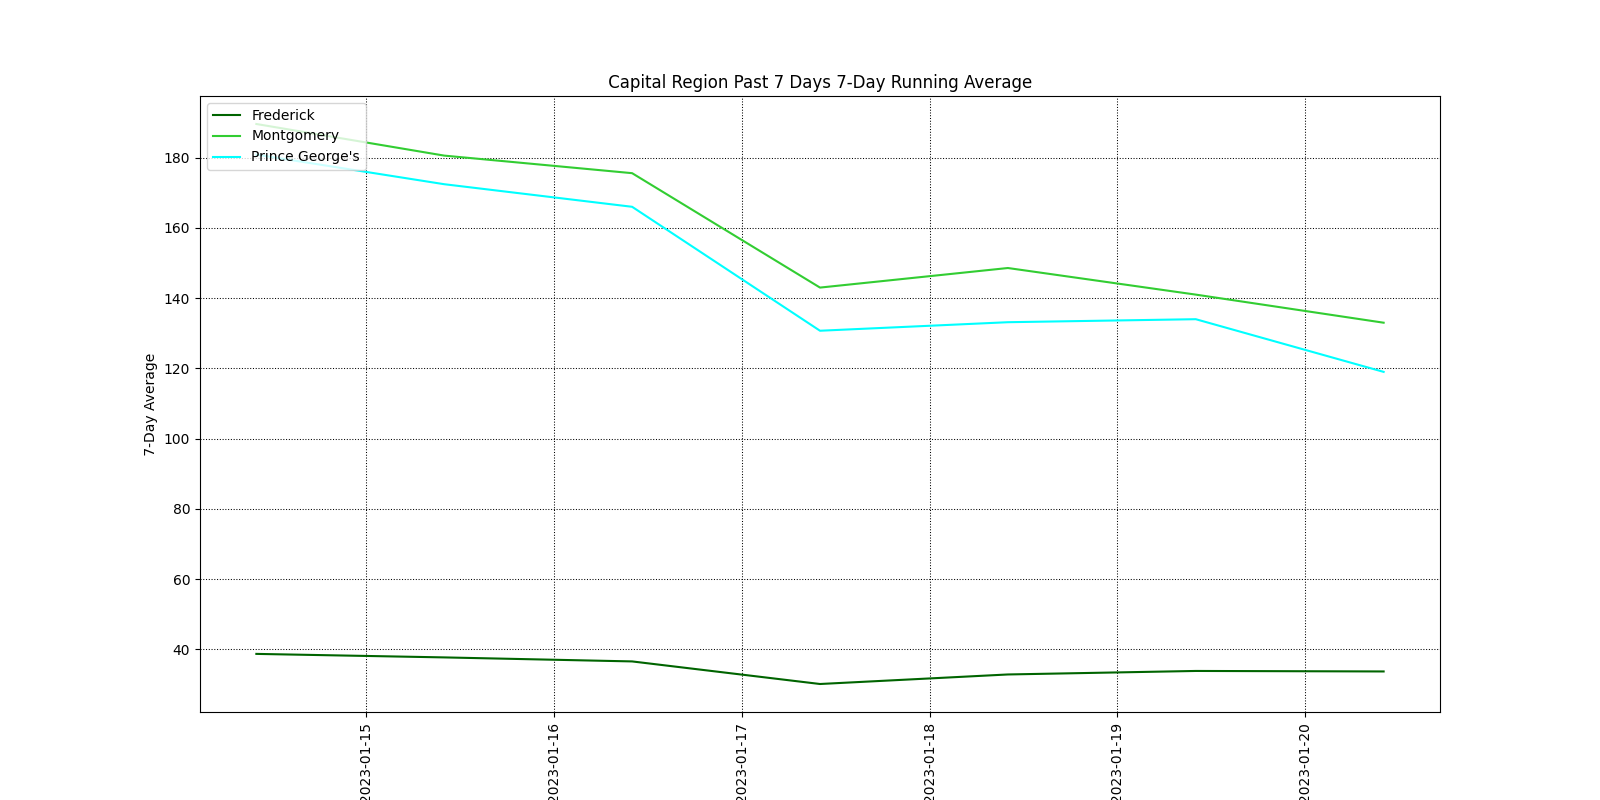 Capital Region Past 7 Days 7-Day Running Average
Frederick
Montgomery
Prince George's
180
160
140
120
100
80
60
40
7-Day Average
2023-01-15
2023-01-16
2023-01-17
2023-01-18
2023-01-19
2023-01-20